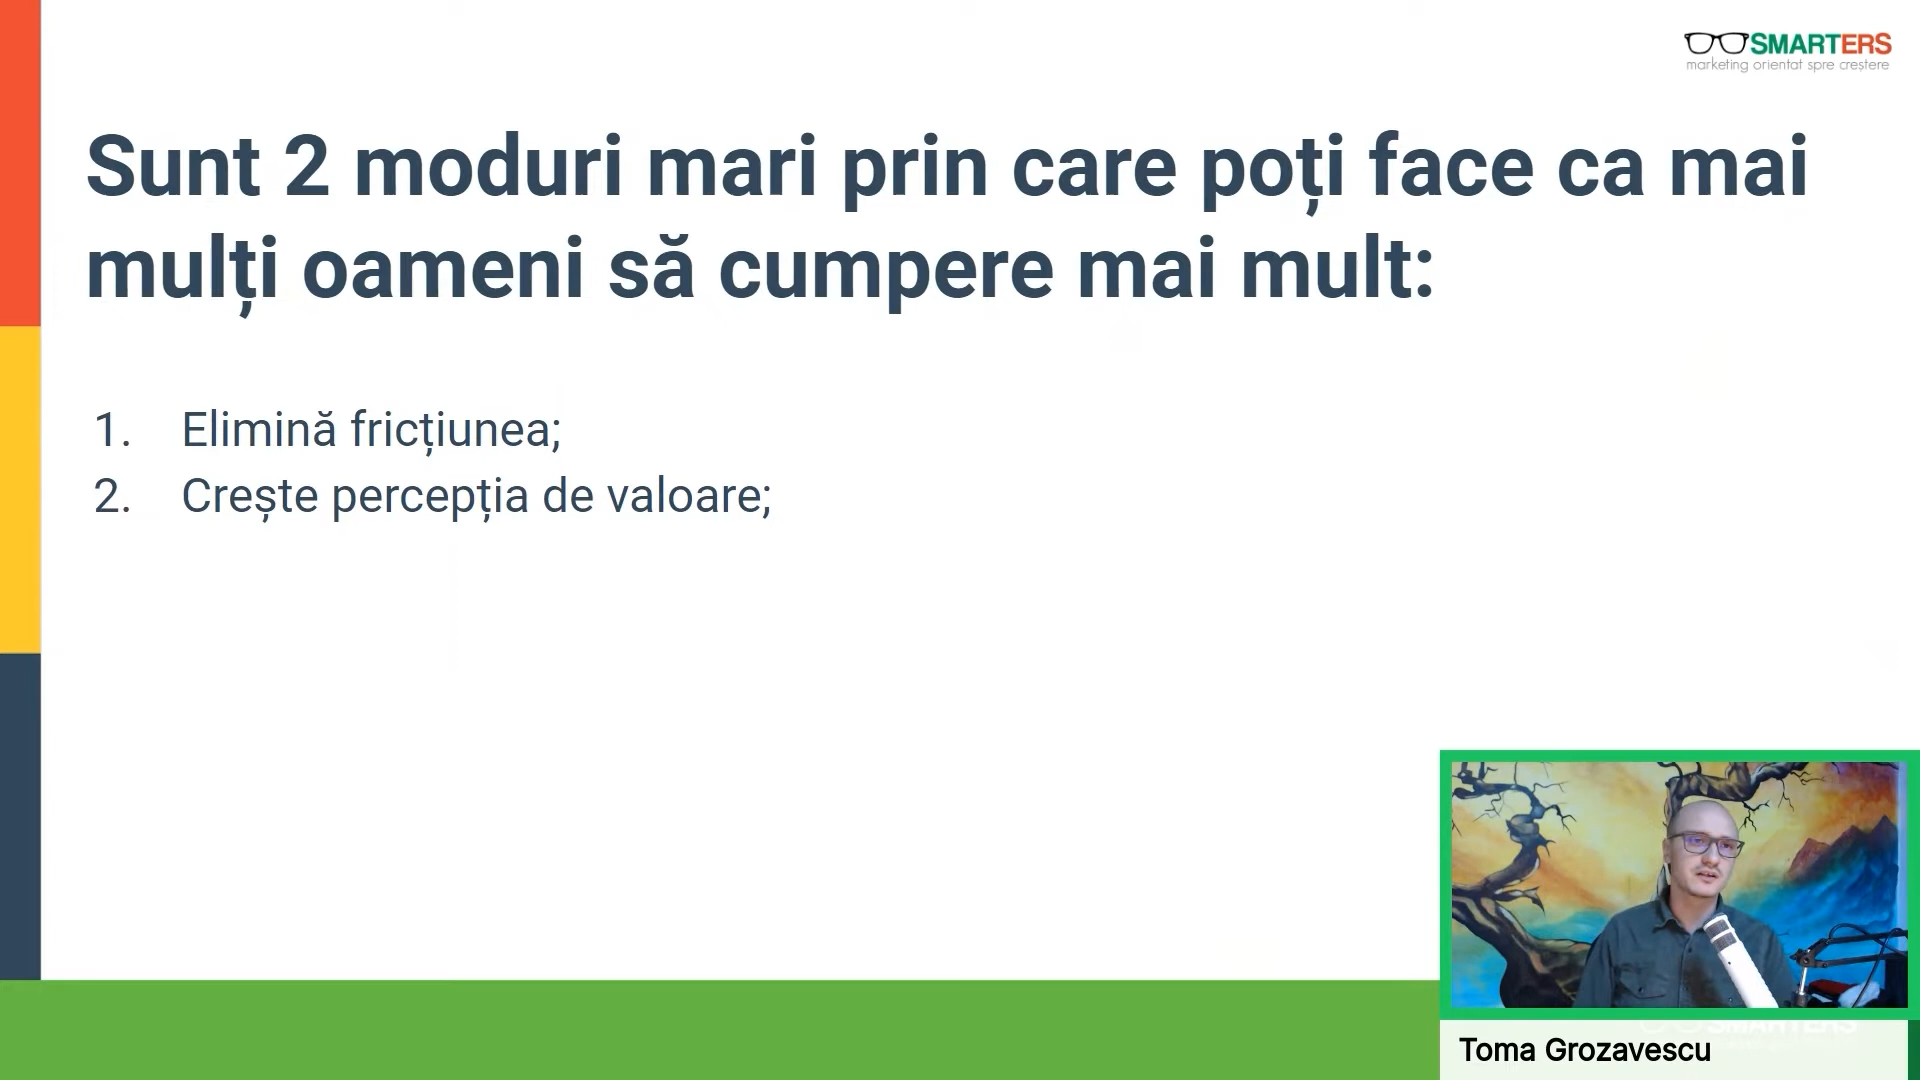 SMARTERS
marketing orientat spre creștere
Sunt 2 moduri mari prin care poți face ca mai
mulți oameni să cumpere mai mult:
1. Elimină fricțiunea;
2. Crește percepția de valoare;
SMARTERS
Toma Grozavescu